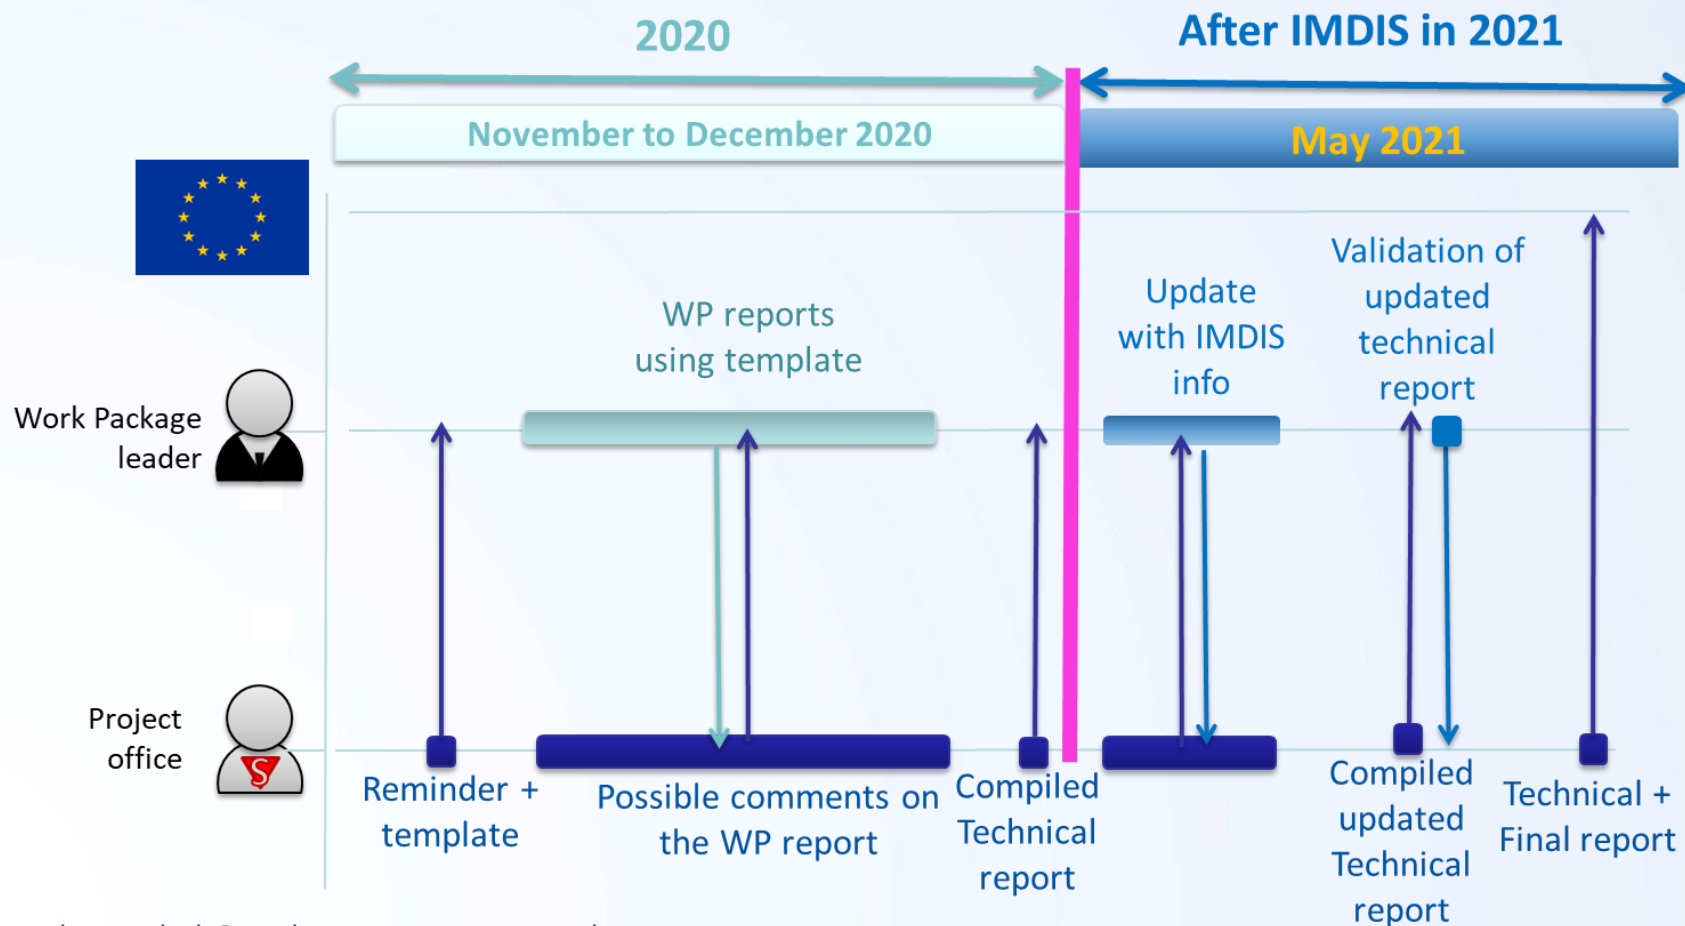 2020
After IMDIS in 2021
November to December 2020
May 2021
WP reports
using template
Update
with IMDIS
info
Validation of
updated
technical
report
Work Package
leader
Project
office
S
Reminder +
template
Possible comments on
the WP report
Compiled
Technical
report
Compiled
updated
Technical
report
Technical +
Final report